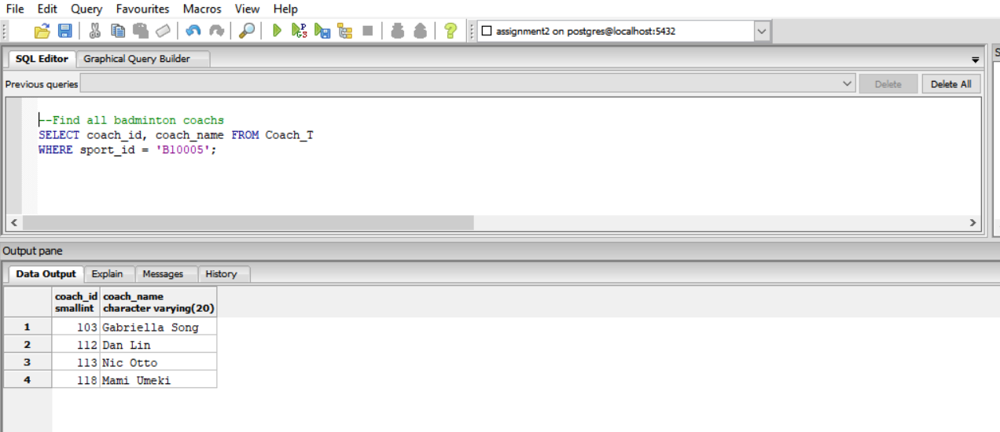 File Edit Query Favourites Macros View Help
assignment2 on postgres@localhost:5432
SQL Editor Graphical Query Builder
Previous queries Delete Delete All
--Find all badminton coachs
SELECT coach_id, coach_name FROM Coach_T
WHERE sport_id = 'B10005';
Output pane
Data Output Explain Messages History
coach_id coach_name
smallint character varying(20)
1 103 Gabriella Song
2 112 Dan Lin
3 113 Nic Otto
4 118 Mami Umeki